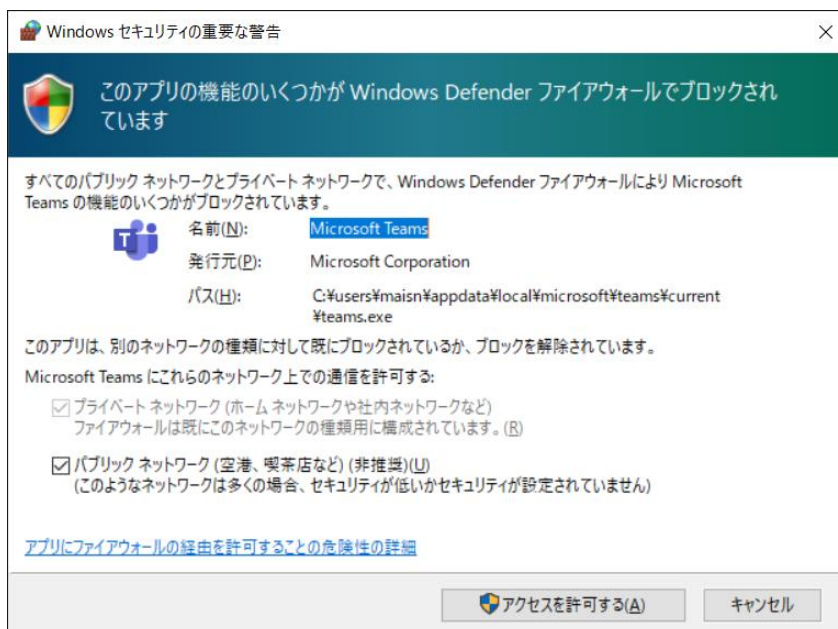 Windows セキュリティの重要な警告
このアプリの機能のいくつかが Windows Defender ファイアウォールでブロックされ
ています
すべてのパブリック ネットワークとプライベート ネットワークで、Windows Defender ファイアウォールにより Microsoft
Teams の機能のいくつかがブロックされています。
名前(N): Microsoft Teams
発行元(P): Microsoft Corporation
パス(H): C:¥users¥maisn¥appdata¥local¥microsoft¥teams¥current
¥teams.exe
このアプリは、別のネットワークの種類に対して既にブロックされているか、ブロックを解除されています。
Microsoft Teams にこれらのネットワーク上での通信を許可する:
プライベート ネットワーク (ホーム ネットワークや社内ネットワークなど)
ファイアウォールは既にこのネットワークの種類用に構成されています。(R)
パブリック ネットワーク (空港、喫茶店など) (非推奨)(U)
(このようなネットワークは多くの場合、セキュリティが低いかセキュリティが設定されていません)
アプリにファイアウォールの経由を許可することの危険性の詳細
アクセスを許可する(A) キャンセル